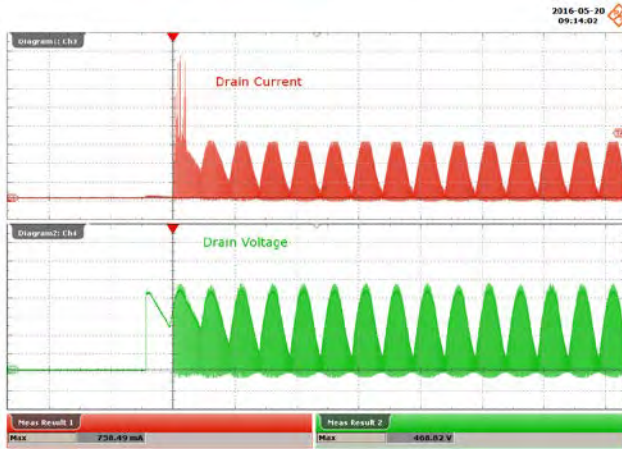 2016-05-20
09:14:02
Diagram1: Ch3
Drain Current
Diagram2: Ch4
Drain Voltage
Meas Result 1
Meas Result 2
Max 738.49 mA
Max 468.82 V